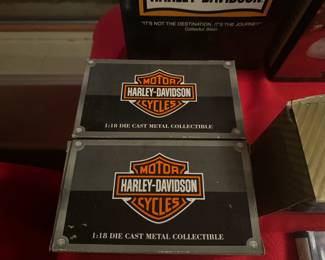 HARLEY-DAVIDSON
"IT'S NOT THE DESTINATION, IT'S THE JOURNEY"
MOTOR
HARLEY-DAVIDSON
CYCLES
1:18 DIE CAST METAL COLLECTIBLE
MOTOR
HARLEY-DAVIDSON
CYCLES
1:18 DIE CAST METAL COLLECTIBLE